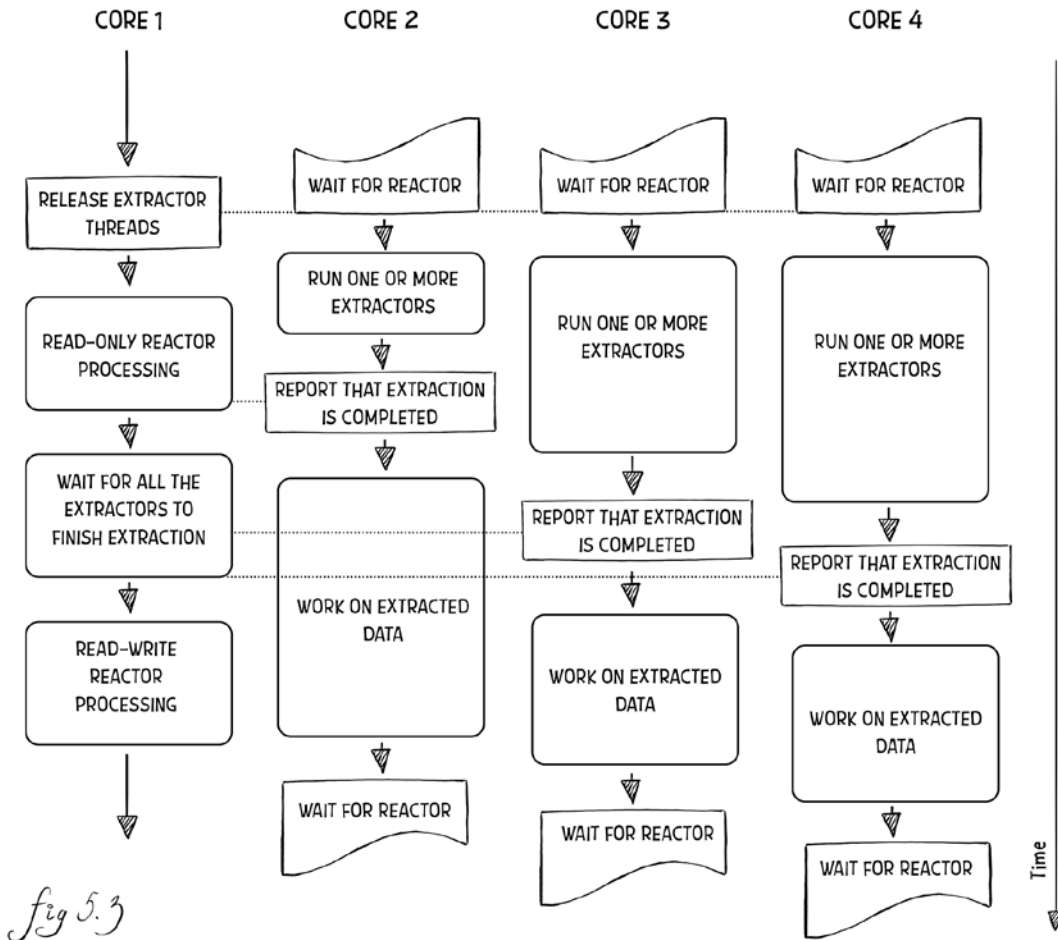 CORE 1
CORE 2
CORE 3
CORE 4
RELEASE EXTRACTOR
THREADS
READ-ONLY REACTOR
PROCESSING
WAIT FOR ALL THE
EXTRACTORS TO
FINISH EXTRACTION
READ-WRITE
REACTOR
PROCESSING
WAIT FOR REACTOR
RUN ONE OR MORE
EXTRACTORS
REPORT THAT EXTRACTION
IS COMPLETED
WORK ON EXTRACTED
DATA
WAIT FOR REACTOR
WAIT FOR REACTOR
RUN ONE OR MORE
EXTRACTORS
REPORT THAT EXTRACTION
IS COMPLETED
WORK ON EXTRACTED
DATA
WAIT FOR REACTOR
WAIT FOR REACTOR
RUN ONE OR MORE
EXTRACTORS
REPORT THAT EXTRACTION
IS COMPLETED
WORK ON EXTRACTED
DATA
WAIT FOR REACTOR
Time
fig 5.3